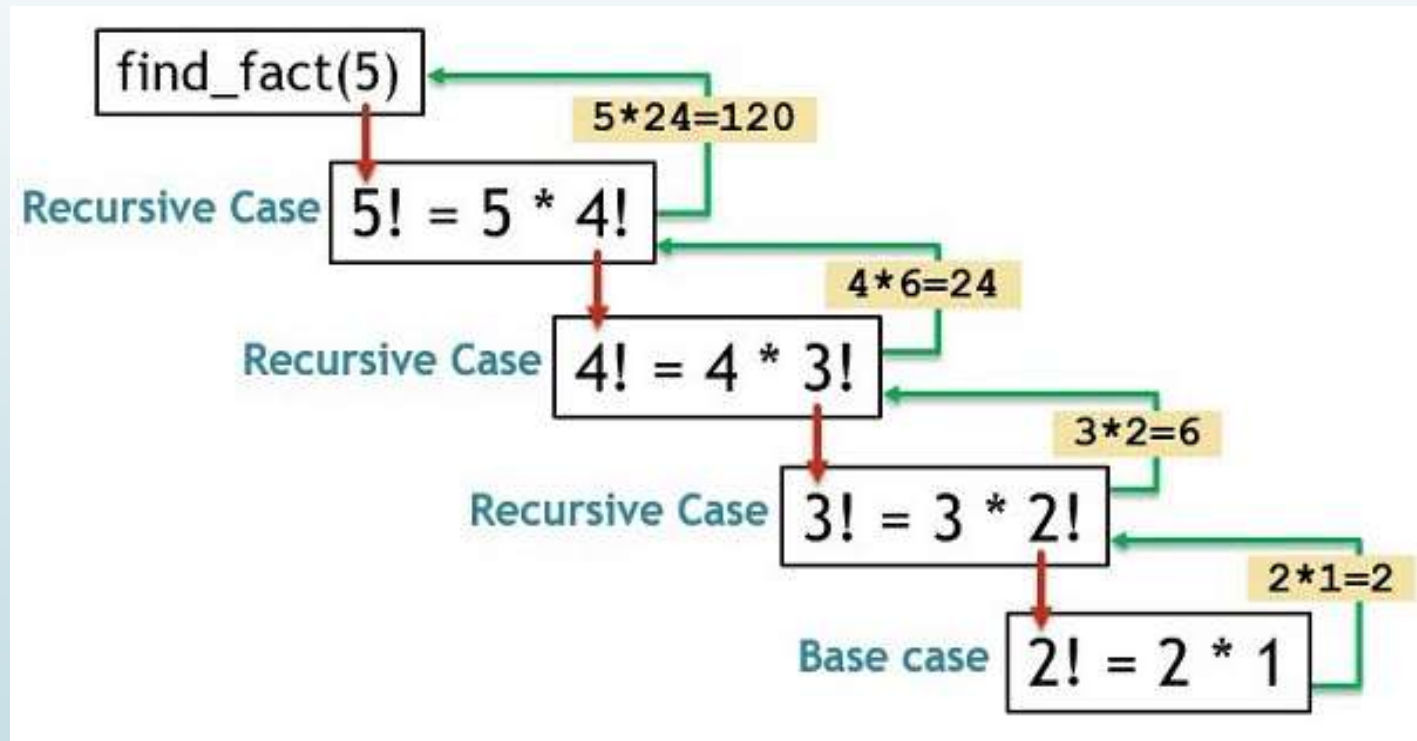 find_fact(5)
5*24=120
Recursive Case
5! = 5 * 4!
4*6=24
Recursive Case
4! = 4 * 3!
3*2=6
Recursive Case
3! = 3 * 2!
2*1=2
Base case
2! = 2 * 1